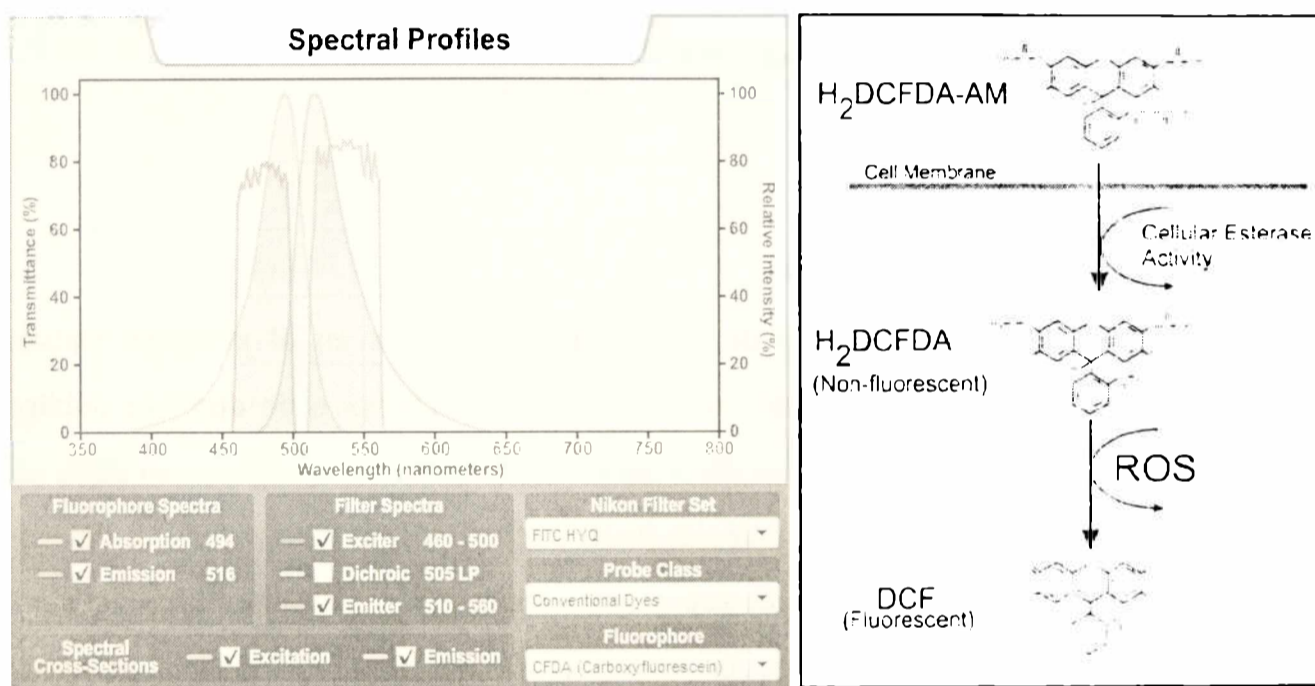 Spectral Profiles
100
80
60
40
20
0
Transmittance (%)
100
80
60
40
20
0
Relative Intensity (%)
350 400 450 500 550 600 650 700 750 800
Wavelength (nanometers)
Fluorophore Spectra
Absorption 494
Emission 516
Filter Spectra
Exciter 460 - 500
Dichroic 505 LP
Emitter 510 - 560
Nikon Filter Set
FITC HYQ
Probe Class
Conventional Dyes
Fluorophore
CFDA (Carboxyfluorescein)
Spectral
Cross-Sections
Excitation
Emission
H2DCFDA-AM
Cell Membrane
Cellular Esterase
Activity
H2DCFDA
(Non-fluorescent)
ROS
DCF
(Fluorescent)